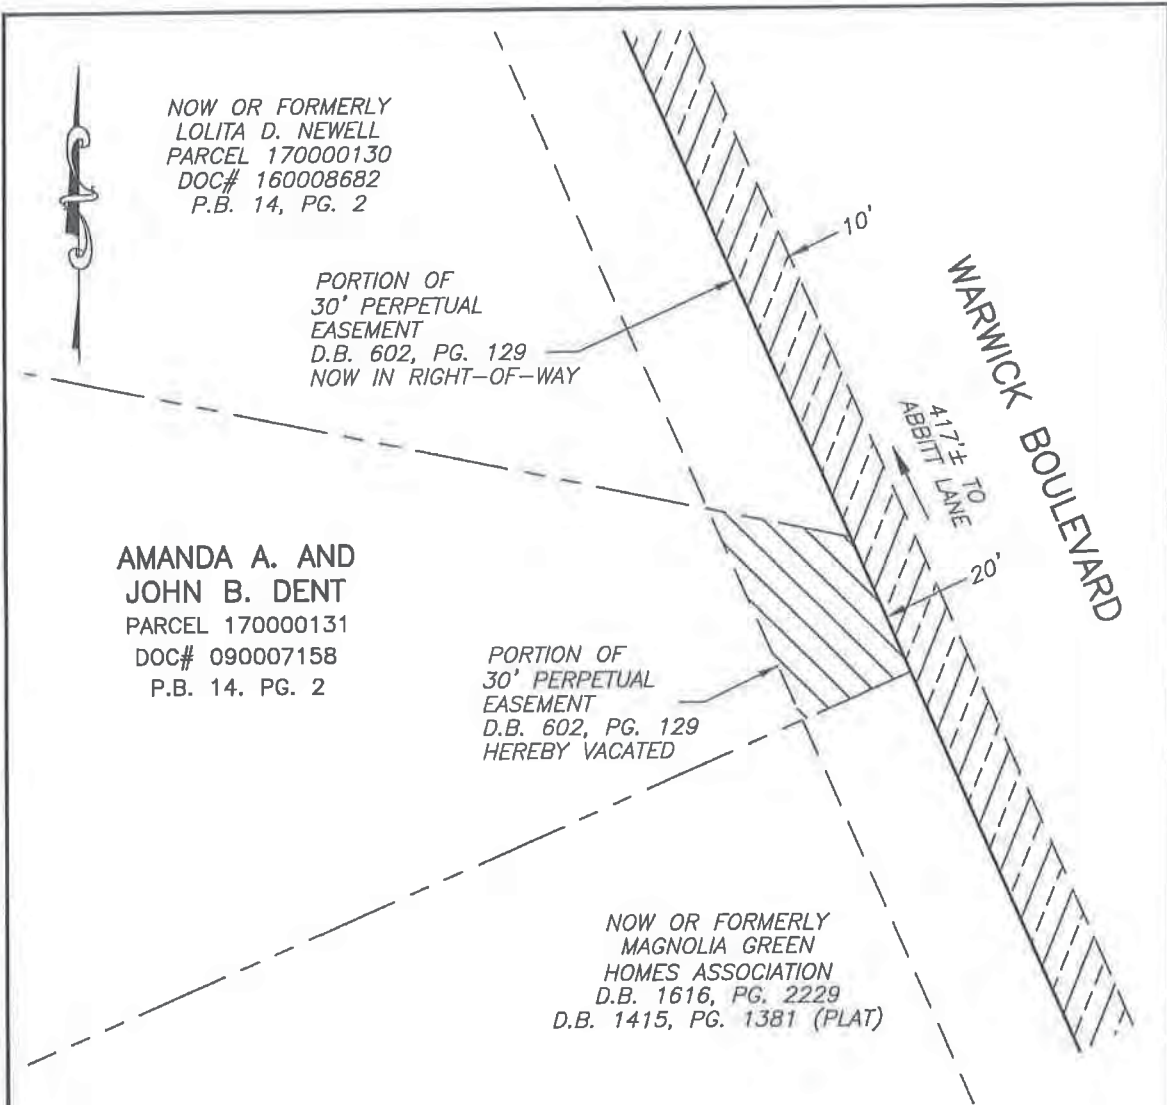 NOW OR FORMERLY
LOLITA D. NEWELL
PARCEL 170000130
DOC# 160008682
P.B. 14, PG. 2
PORTION OF
30' PERPETUAL
EASEMENT
D.B. 602, PG. 129
NOW IN RIGHT-OF-WAY
10'
WARWICK BOULEVARD
417'± TO
ABBITT LANE
20'
AMANDA A. AND
JOHN B. DENT
PARCEL 170000131
DOC# 090007158
P.B. 14. PG. 2
PORTION OF
30' PERPETUAL
EASEMENT
D.B. 602, PG. 129
HEREBY VACATED
NOW OR FORMERLY
MAGNOLIA GREEN
HOMES ASSOCIATION
D.B. 1616, PG. 2229
D.B. 1415, PG. 1381 (PLAT)